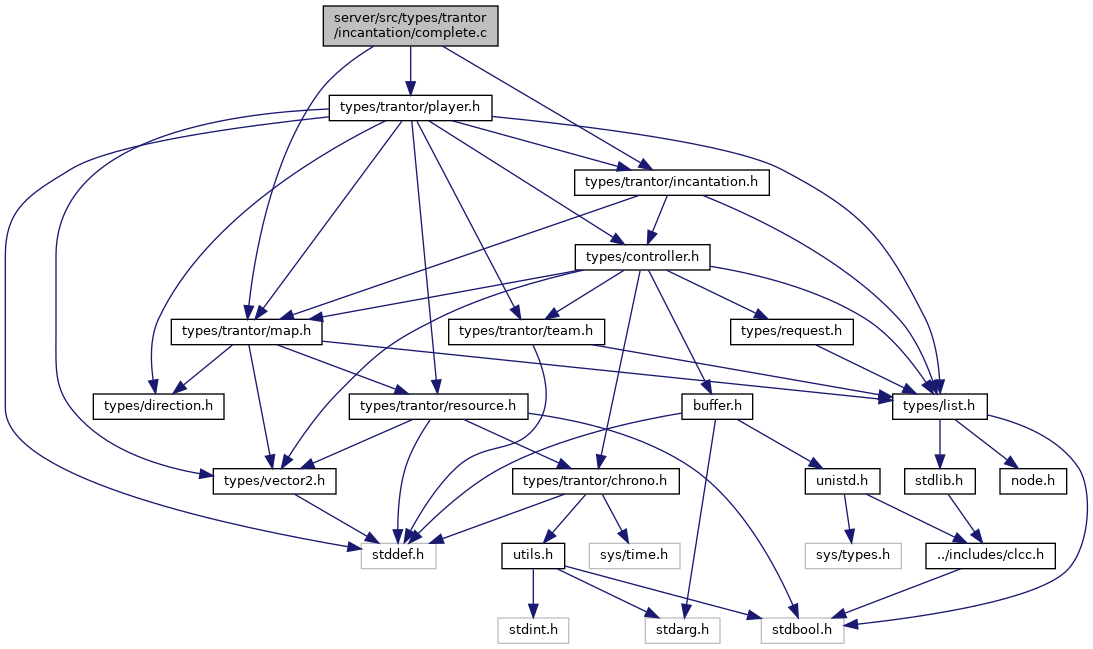 server/src/types/trantor
/incantation/complete.c
types/trantor/player.h
types/trantor/incantation.h
types/controller.h
types/trantor/map.h
types/trantor/team.h
types/request.h
types/direction.h
types/trantor/resource.h
buffer.h
types/list.h
types/vector2.h
types/trantor/chrono.h
unistd.h
stdlib.h
node.h
stddef.h
utils.h
sys/time.h
sys/types.h
../includes/clcc.h
stdint.h
stdarg.h
stdbool.h